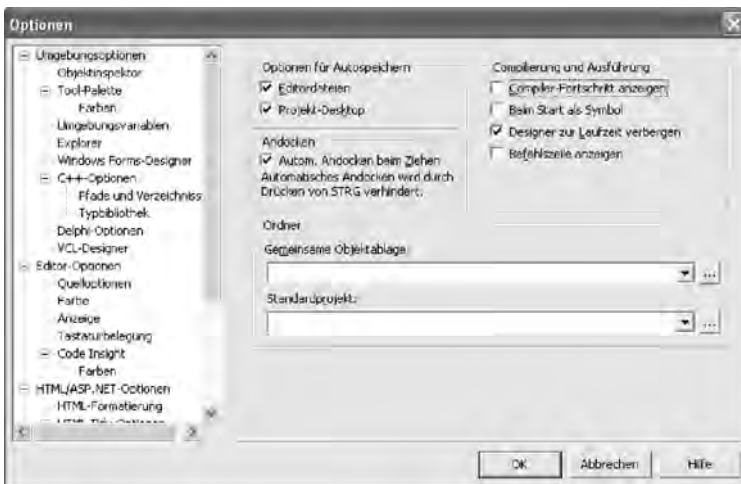 Optionen
Umgebungsoptionen
Objektinspektor
Tool-Palette
Farben
Umgebungsvariablen
Explorer
Windows Forms-Designer
C++-Optionen
Pfade und Verzeichniss
Typbibliothek
Delphi-Optionen
VCL-Designer
Editor-Optionen
Quelloptionen
Farbe
Anzeige
Tastaturbelegung
Code Insight
Farben
HTML/ASP.NET-Optionen
HTML-Formatierung
Optionen für Autospeichern
Editordateien
Projekt-Desktop
Andocken
Autom. Andocken beim Ziehen
Automatisches Andocken wird durch
Drücken von STRG verhindert.
Compilierung und Ausführung
Compiler-Fortschritt anzeigen
Beim Start als Symbol
Designer zur Laufzeit verbergen
Befehlszeile anzeigen
Ordner
Gemeinsame Objektablage
...
Standardprojekt:
...
OK
Abbrechen
Hilfe